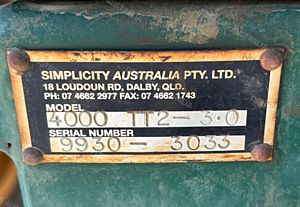 SIMPLICITY AUSTRALIA PTY. LTD.
18 LOUDOUN RD, DALBY, QLD.
PH: 07 4662 2977 FAX: 07 4662 1743
MODEL
4000 TT2-3.0
SERIAL NUMBER
9930-3033